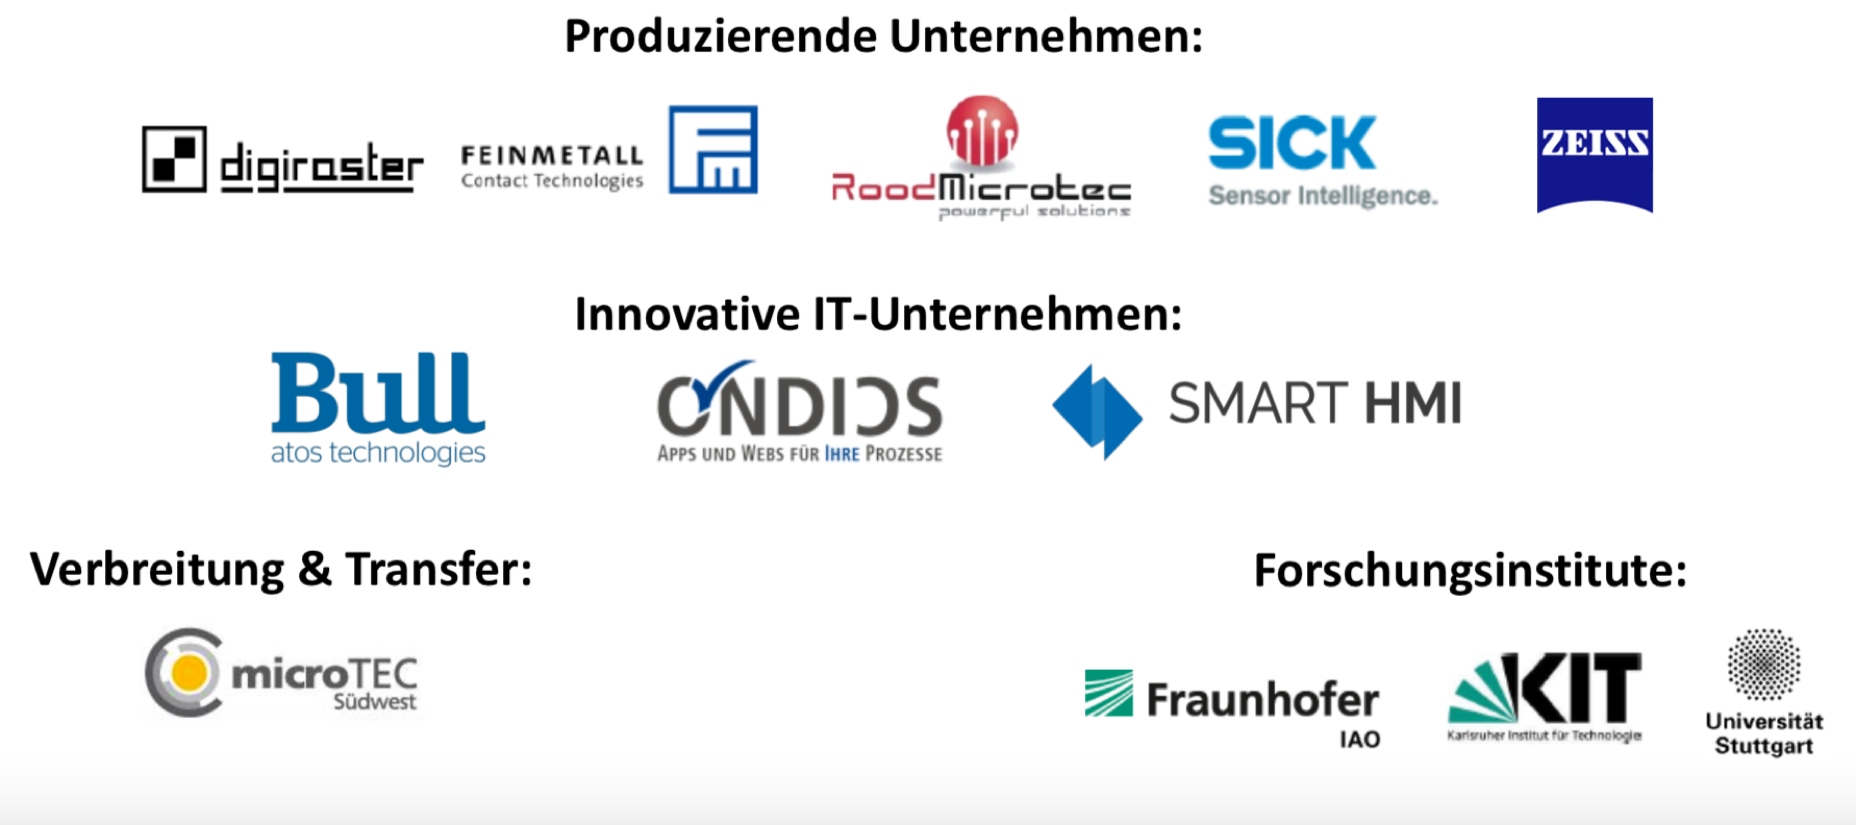 Produzierende Unternehmen:
digiraster
FEINMETALL
Contact Technologies
Fm
RoodMicrotec
powerful solutions
SICK
Sensor Intelligence.
ZEISS
Innovative IT-Unternehmen:
Bull
atos technologies
ONDICS
APPS UND WEBS FÜR IHRE PROZESSE
SMART HMI
Verbreitung & Transfer:
microTEC
Südwest
Forschungsinstitute:
Fraunhofer
IAO
KIT
Karlsruher Institut für Technologie
Universität
Stuttgart